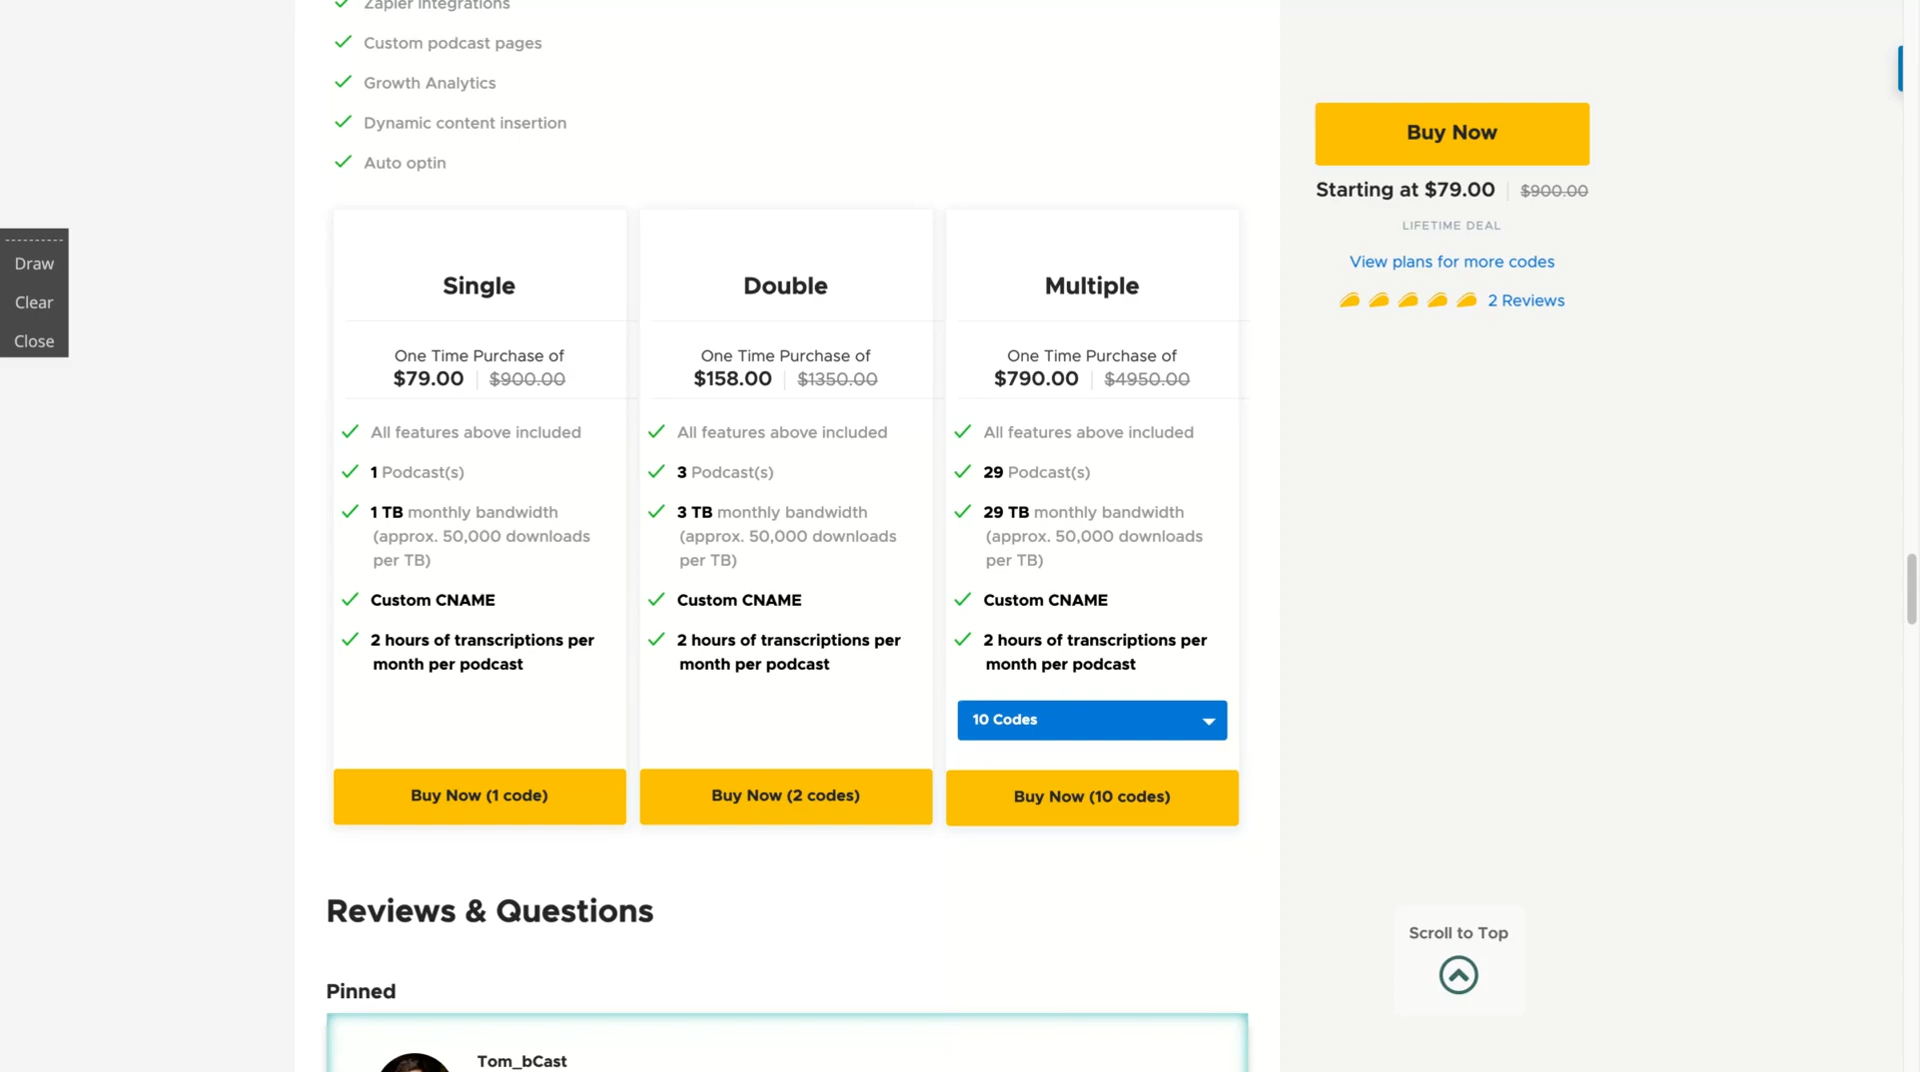 Zapier Integrations
Custom podcast pages
Growth Analytics
Dynamic content insertion
Auto optin
Draw
Clear
Close
Single
One Time Purchase of
$79.00 $900.00
All features above included
1 Podcast(s)
1 TB monthly bandwidth
(approx. 50,000 downloads
per TB)
Custom CNAME
2 hours of transcriptions per
month per podcast
Buy Now (1 code)
Double
One Time Purchase of
$158.00 $1350.00
All features above included
3 Podcast(s)
3 TB monthly bandwidth
(approx. 50,000 downloads
per TB)
Custom CNAME
2 hours of transcriptions per
month per podcast
Buy Now (2 codes)
Multiple
One Time Purchase of
$790.00 $4950.00
All features above included
29 Podcast(s)
29 TB monthly bandwidth
(approx. 50,000 downloads
per TB)
Custom CNAME
2 hours of transcriptions per
month per podcast
10 Codes
Buy Now (10 codes)
Buy Now
Starting at $79.00 $900.00
LIFETIME DEAL
View plans for more codes
2 Reviews
Reviews & Questions
Pinned
Tom_bCast
Scroll to Top